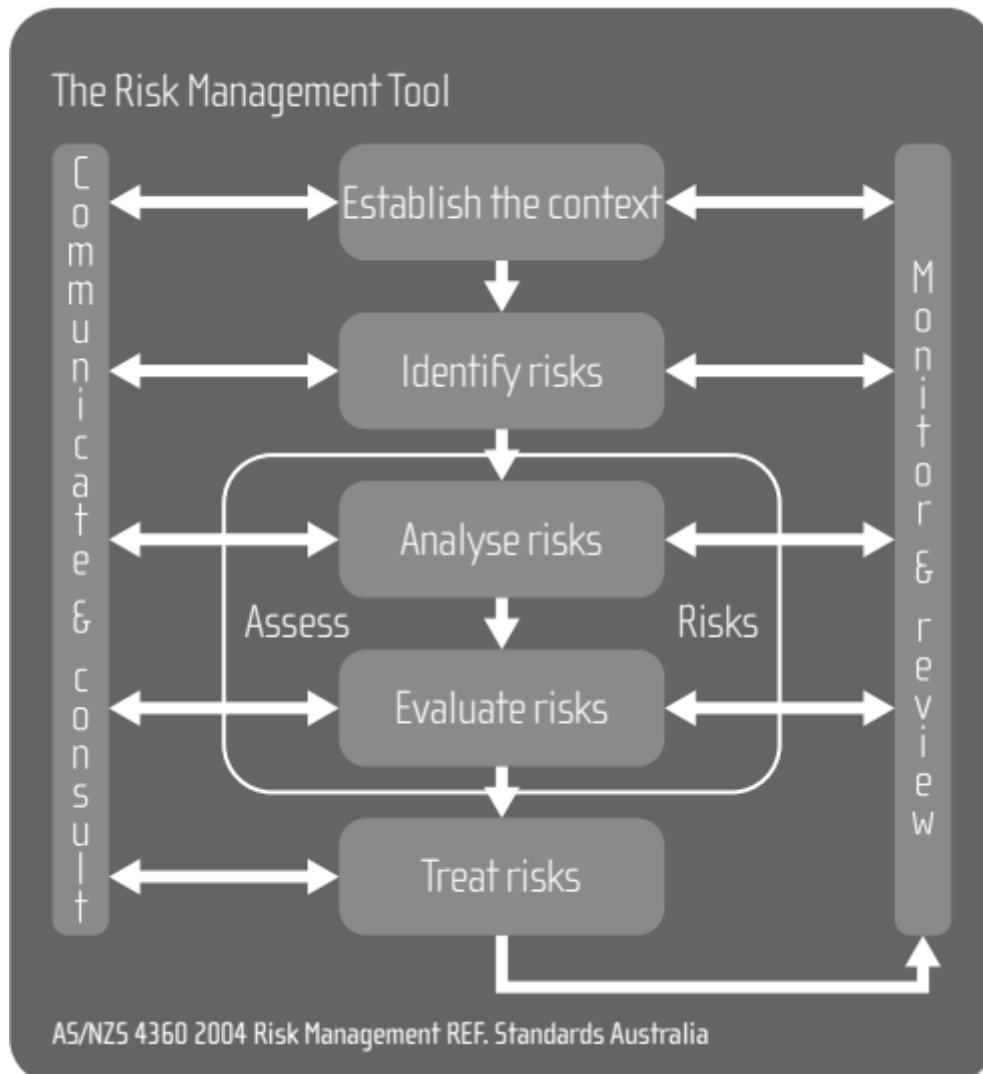 The Risk Management Tool
Communicate & consult
Establish the context
Monitor & review
Identify risks
Analyse risks
Assess
Risks
Evaluate risks
Treat risks
AS/NZS 4360 2004 Risk Management REF. Standards Australia